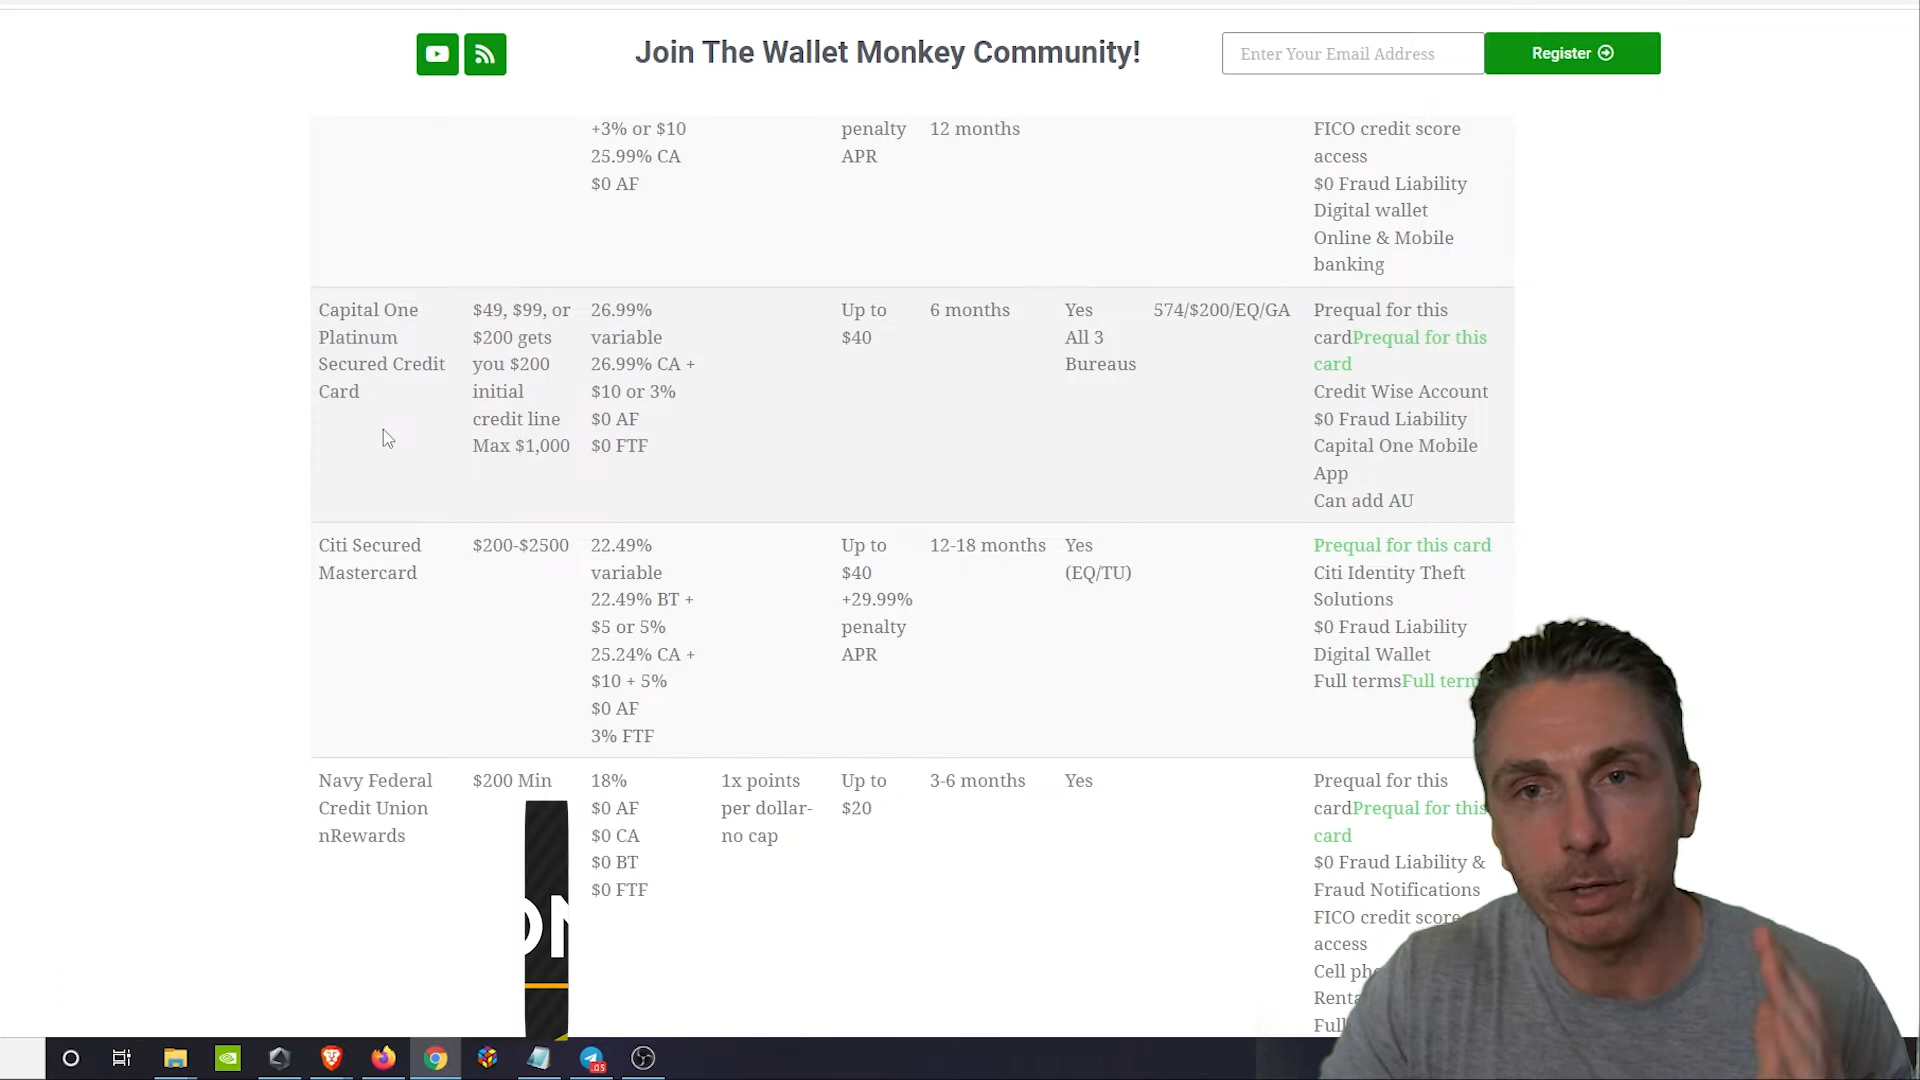 Join The Wallet Monkey Community!
Enter Your Email Address
Register
+3% or $10
25.99% CA
$0 AF
penalty
APR
12 months
FICO credit score
access
$0 Fraud Liability
Digital wallet
Online & Mobile
banking
Capital One
Platinum
Secured Credit
Card
$49, $99, or
$200 gets
you $200
initial
credit line
Max $1,000
26.99%
variable
26.99% CA +
$10 or 3%
$0 AF
$0 FTF
Up to
$40
6 months
Yes
All 3
Bureaus
574/$200/EQ/GA
Prequal for this
cardPrequal for this
card
Credit Wise Account
$0 Fraud Liability
Capital One Mobile
App
Can add AU
Citi Secured
Mastercard
$200-$2500
22.49%
variable
22.49% BT +
$5 or 5%
25.24% CA +
$10 + 5%
$0 AF
3% FTF
Up to
$40
+29.99%
penalty
APR
12-18 months
Yes
(EQ/TU)
Prequal for this card
Citi Identity Theft
Solutions
$0 Fraud Liability
Digital Wallet
Full termsFull term
Navy Federal
Credit Union
nRewards
$200 Min
18%
$0 AF
$0 CA
$0 BT
$0 FTF
1x points
per dollar-
no cap
Up to
$20
3-6 months
Yes
Prequal for this
cardPrequal for this
card
$0 Fraud Liability &
Fraud Notifications
FICO credit score
access
Cell
Full
ON